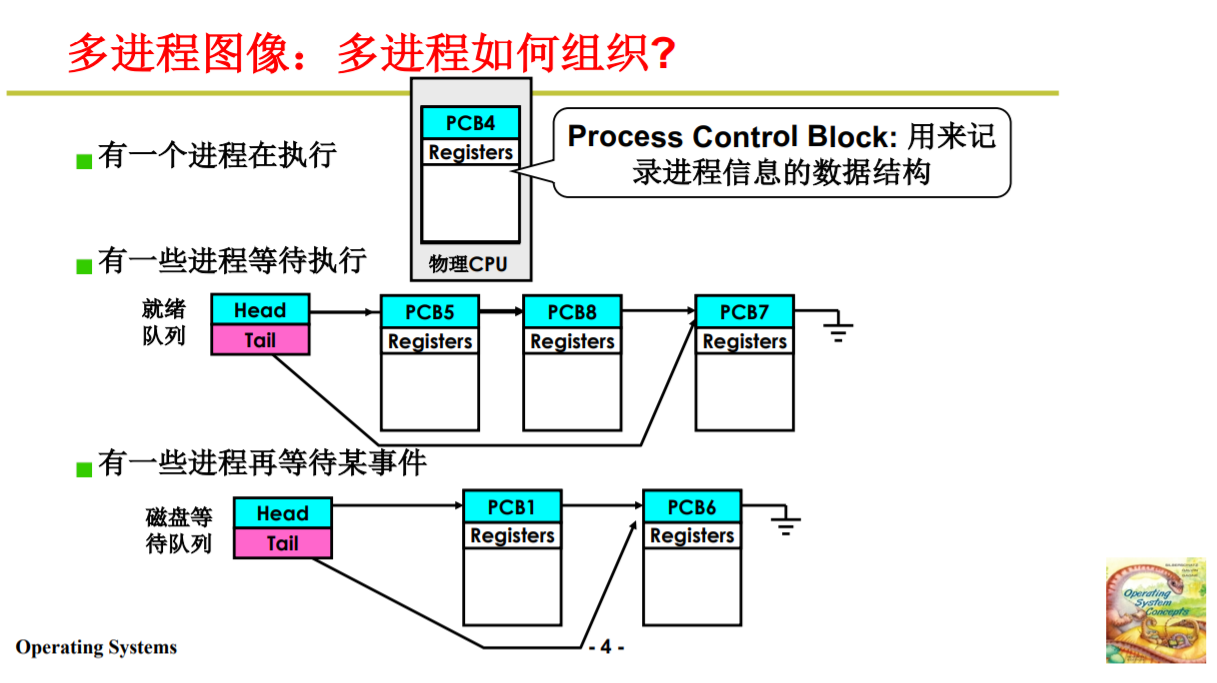 多进程图像：多进程如何组织?
PCB4
Registers
物理CPU
Process Control Block: 用来记
录进程信息的数据结构
有一个进程在执行
有一些进程等待执行
就绪
队列
Head
Tail
PCB5
Registers
PCB8
Registers
PCB7
Registers
有一些进程再等待某事件
磁盘等
待队列
Head
Tail
PCB1
Registers
PCB6
Registers
Operating Systems
- 4 -
Operating
System
Concepts